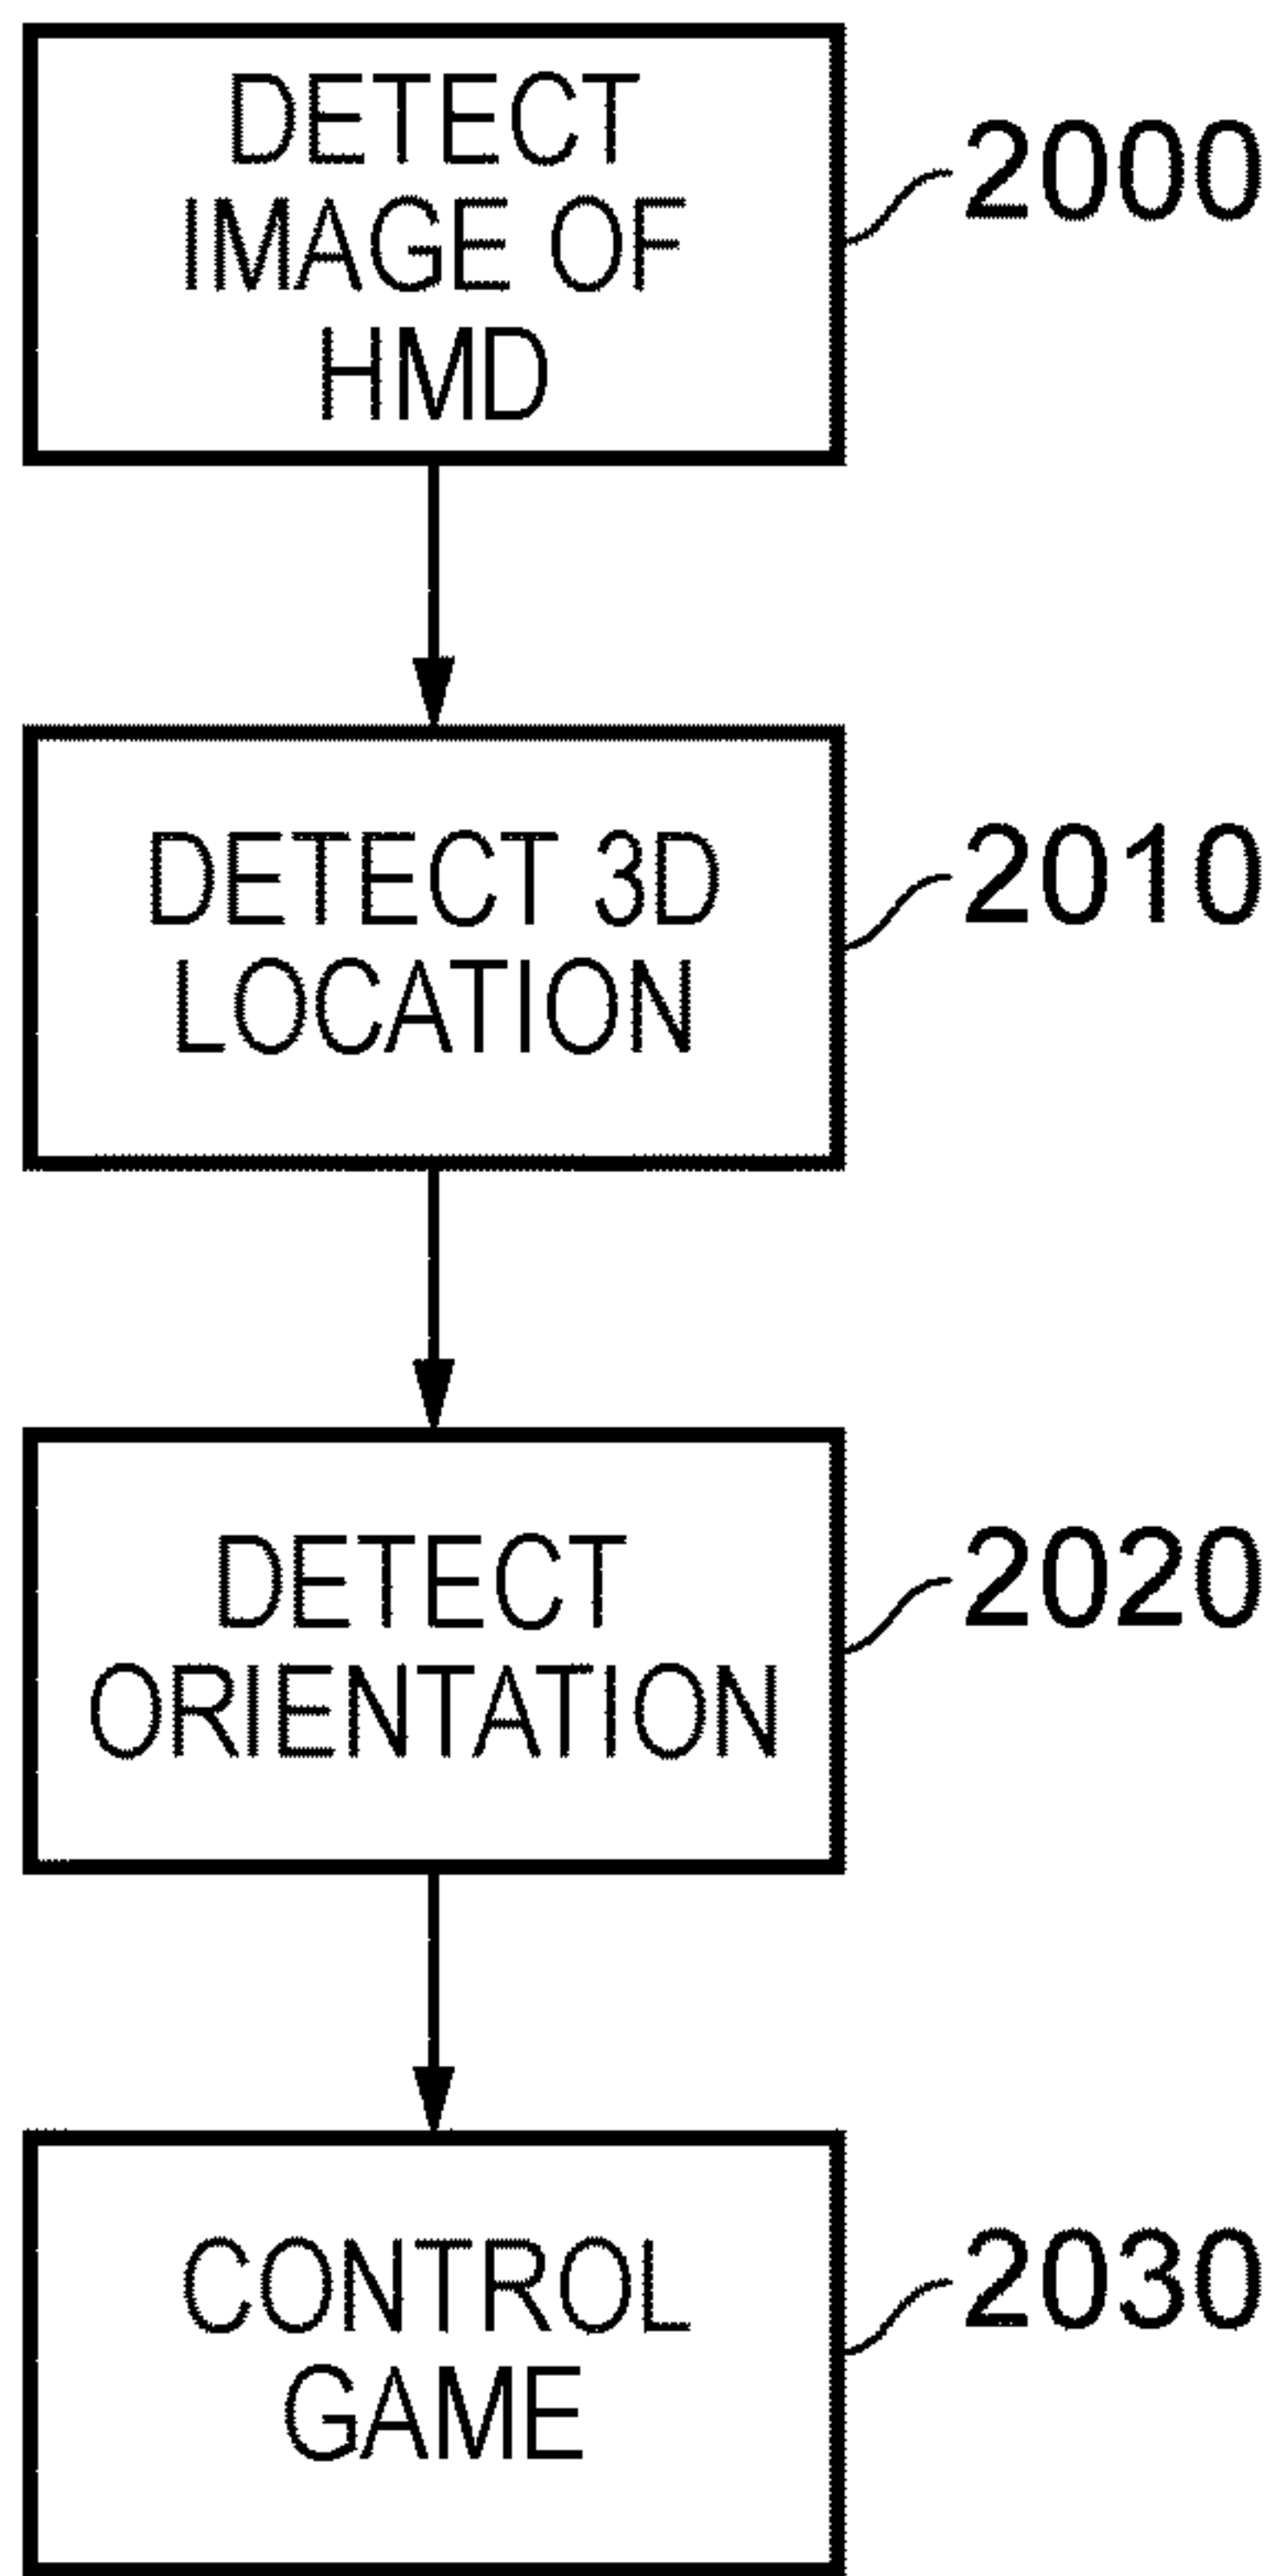 DETECT
IMAGE OF
HMD
2000
DETECT 3D
LOCATION
2010
DETECT
ORIENTATION
2020
CONTROL
GAME
2030